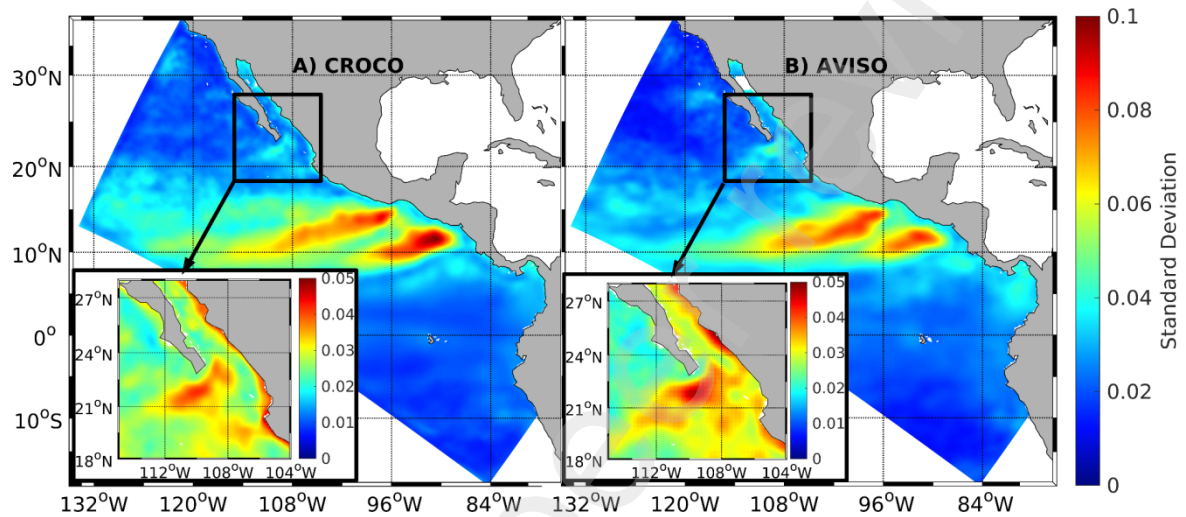 A) CROCO
B) AVISO
30°N
20°N
10°N
0°
10°S
132°W
120°W
108°W
96°W
84°W
132°W
120°W
108°W
96°W
84°W
27°N
24°N
21°N
18°N
112°W
108°W
104°W
0.05
0.04
0.03
0.02
0.01
0
27°N
24°N
21°N
18°N
112°W
108°W
104°W
0.05
0.04
0.03
0.02
0.01
0
0.1
0.08
0.06
0.04
0.02
0
Standard Deviation